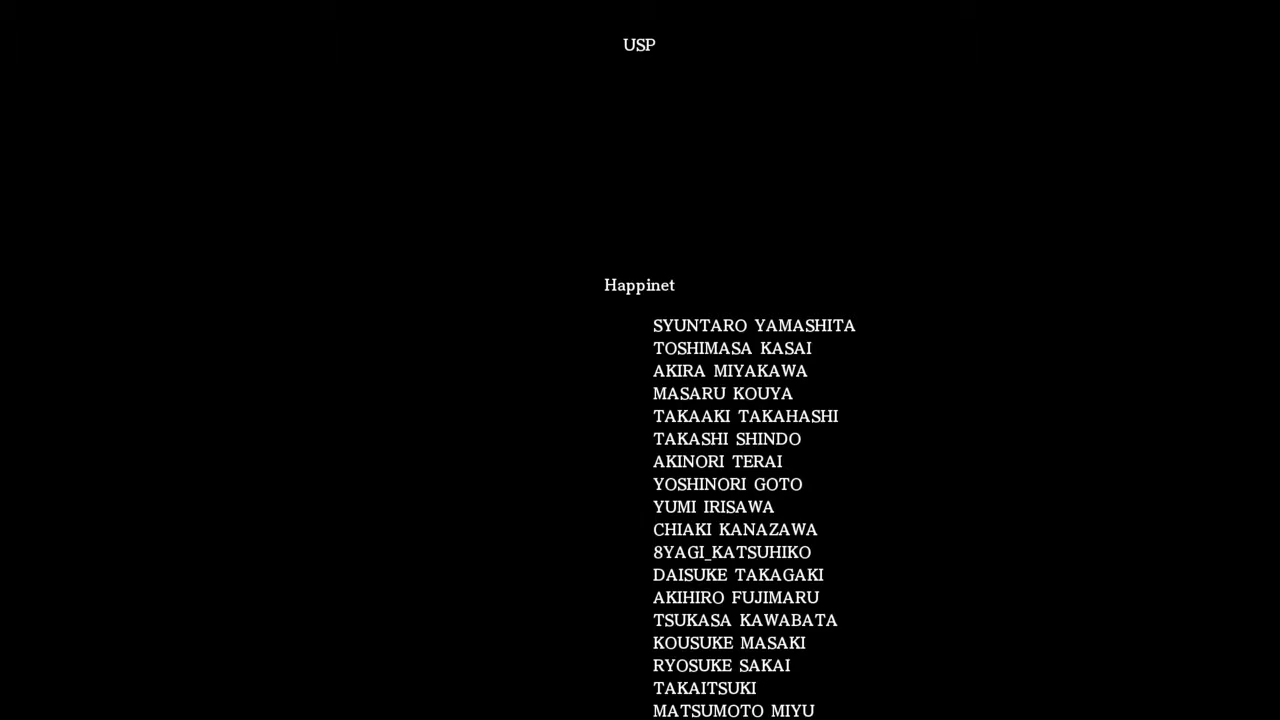 USP
Happinet
SYUNTARO YAMASHITA
TOSHIMASA KASAI
AKIRA MIYAKAWA
MASARU KOUYA
TAKAAKI TAKAHASHI
TAKASHI SHINDO
AKINORI TERAI
YOSHINORI GOTO
YUMI IRISAWA
CHIAKI KANAZAWA
8YAGI_KATSUHIKO
DAISUKE TAKAGAKI
AKIHIRO FUJIMARU
TSUKASA KAWABATA
KOUSUKE MASAKI
RYOSUKE SAKAI
TAKAITSUKI
MATSUMOTO MIYU